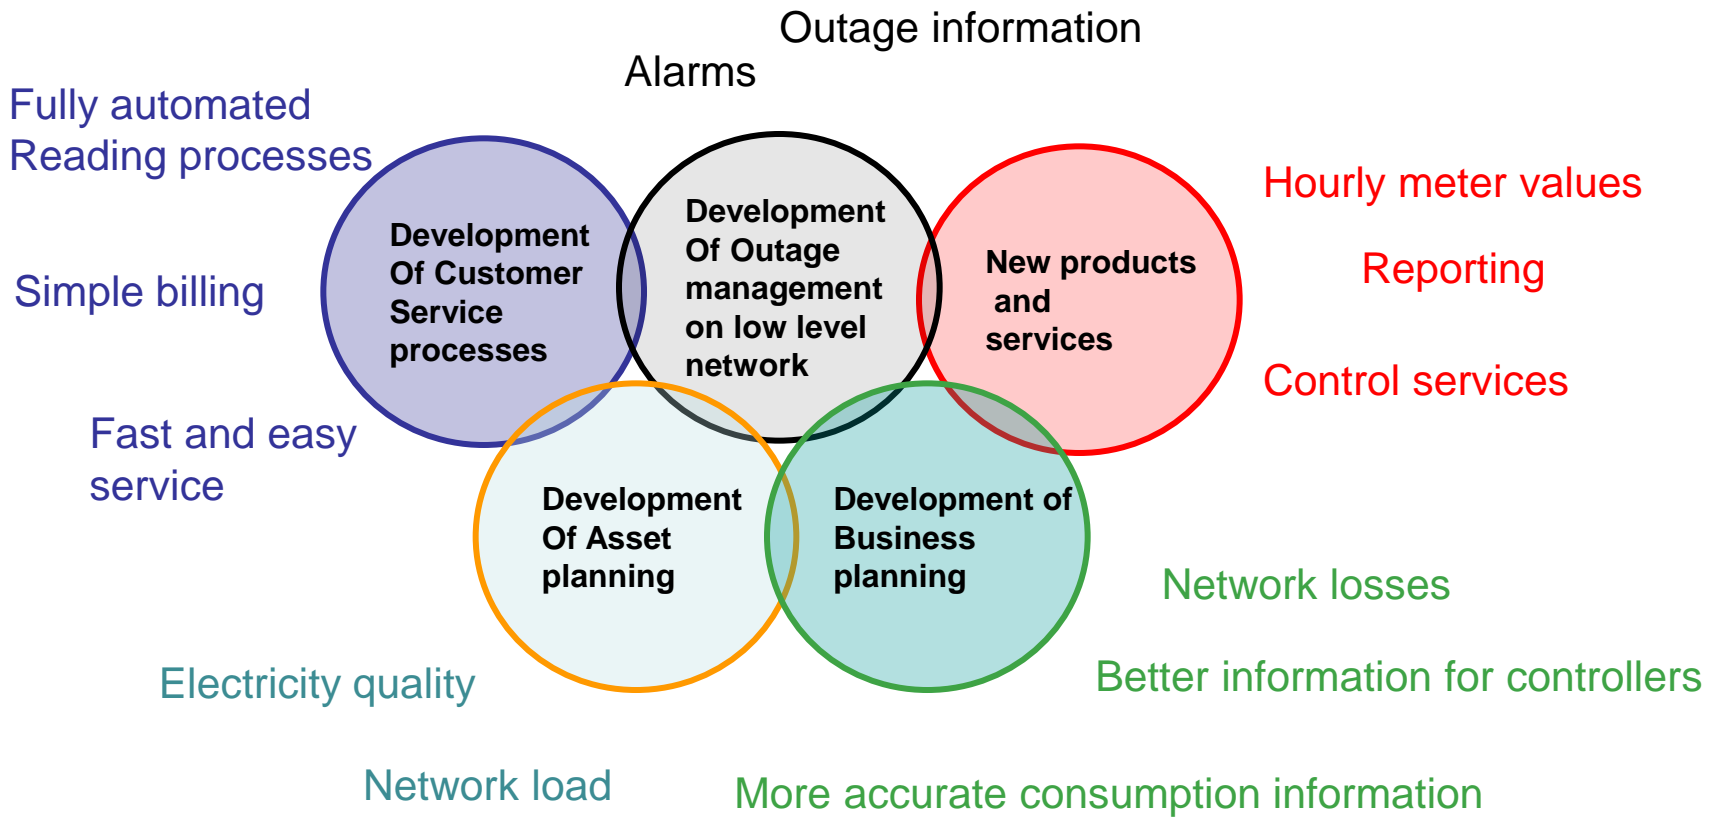 Outage information
Alarms
Fully automated
Reading processes
Simple billing
Fast and easy
service
Development
Of Customer
Service
processes
Development
Of Outage
management
on low level
network
New products
and
services
Hourly meter values
Reporting
Control services
Development
Of Asset
planning
Development of
Business
planning
Network losses
Better information for controllers
Electricity quality
Network load
More accurate consumption information